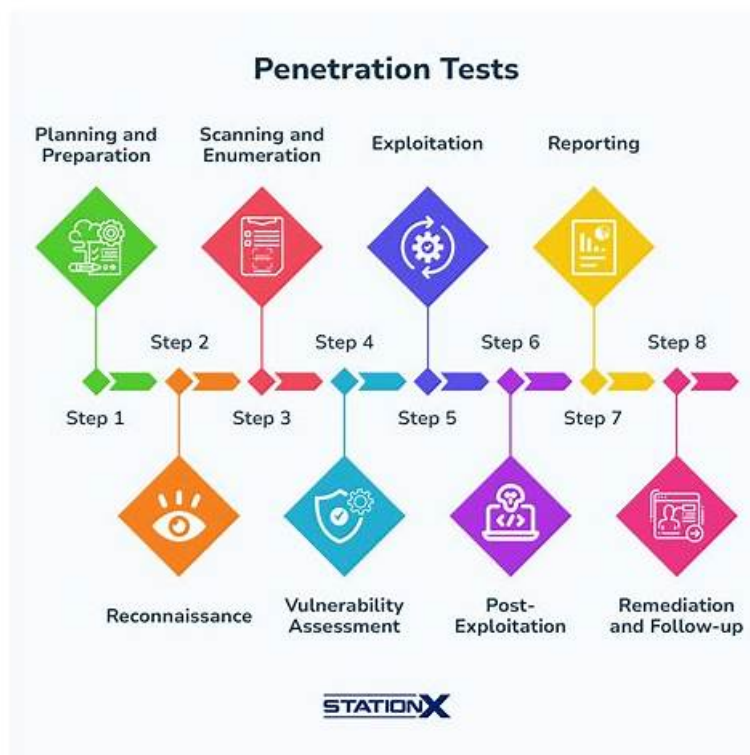 Penetration Tests
Planning and
Preparation
Scanning and
Enumeration
Exploitation
Reporting
Step 2
Step 4
Step 6
Step 8
Step 1
Step 3
Step 5
Step 7
</>
Reconnaissance
Vulnerability
Assessment
Post-
Exploitation
Remediation
and Follow-up
STATIONX